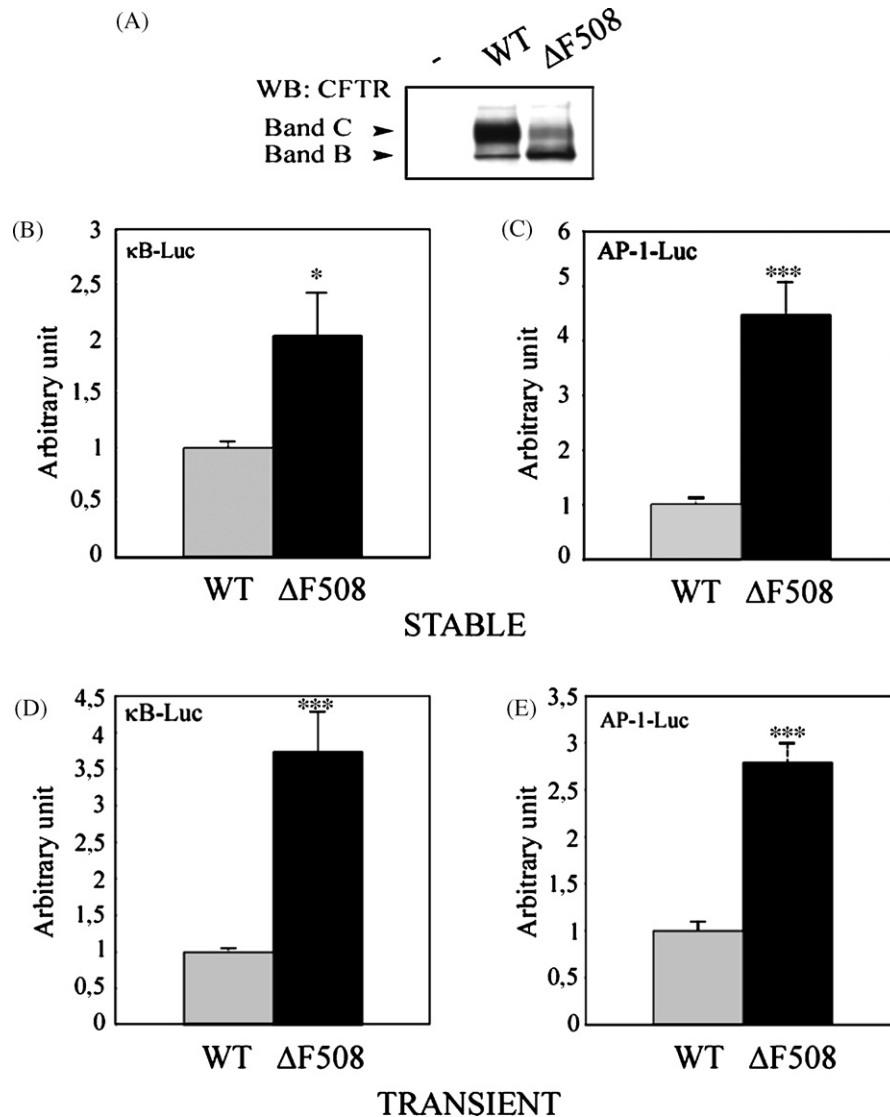 (A)
- WT ΔF508
WB: CFTR
Band C
Band B
(B)
κB-Luc
*
Arbitrary unit
3
2,5
2
1,5
1
0,5
0
WT ΔF508
(C)
AP-1-Luc
***
Arbitrary unit
6
5
4
3
2
1
0
WT ΔF508
STABLE
(D)
κB-Luc
***
Arbitrary unit
4,5
4
3,5
3
2,5
2
1,5
1
0,5
0
WT ΔF508
(E)
AP-1-Luc
***
Arbitrary unit
3,5
3
2,5
2
1,5
1
0,5
0
WT ΔF508
TRANSIENT